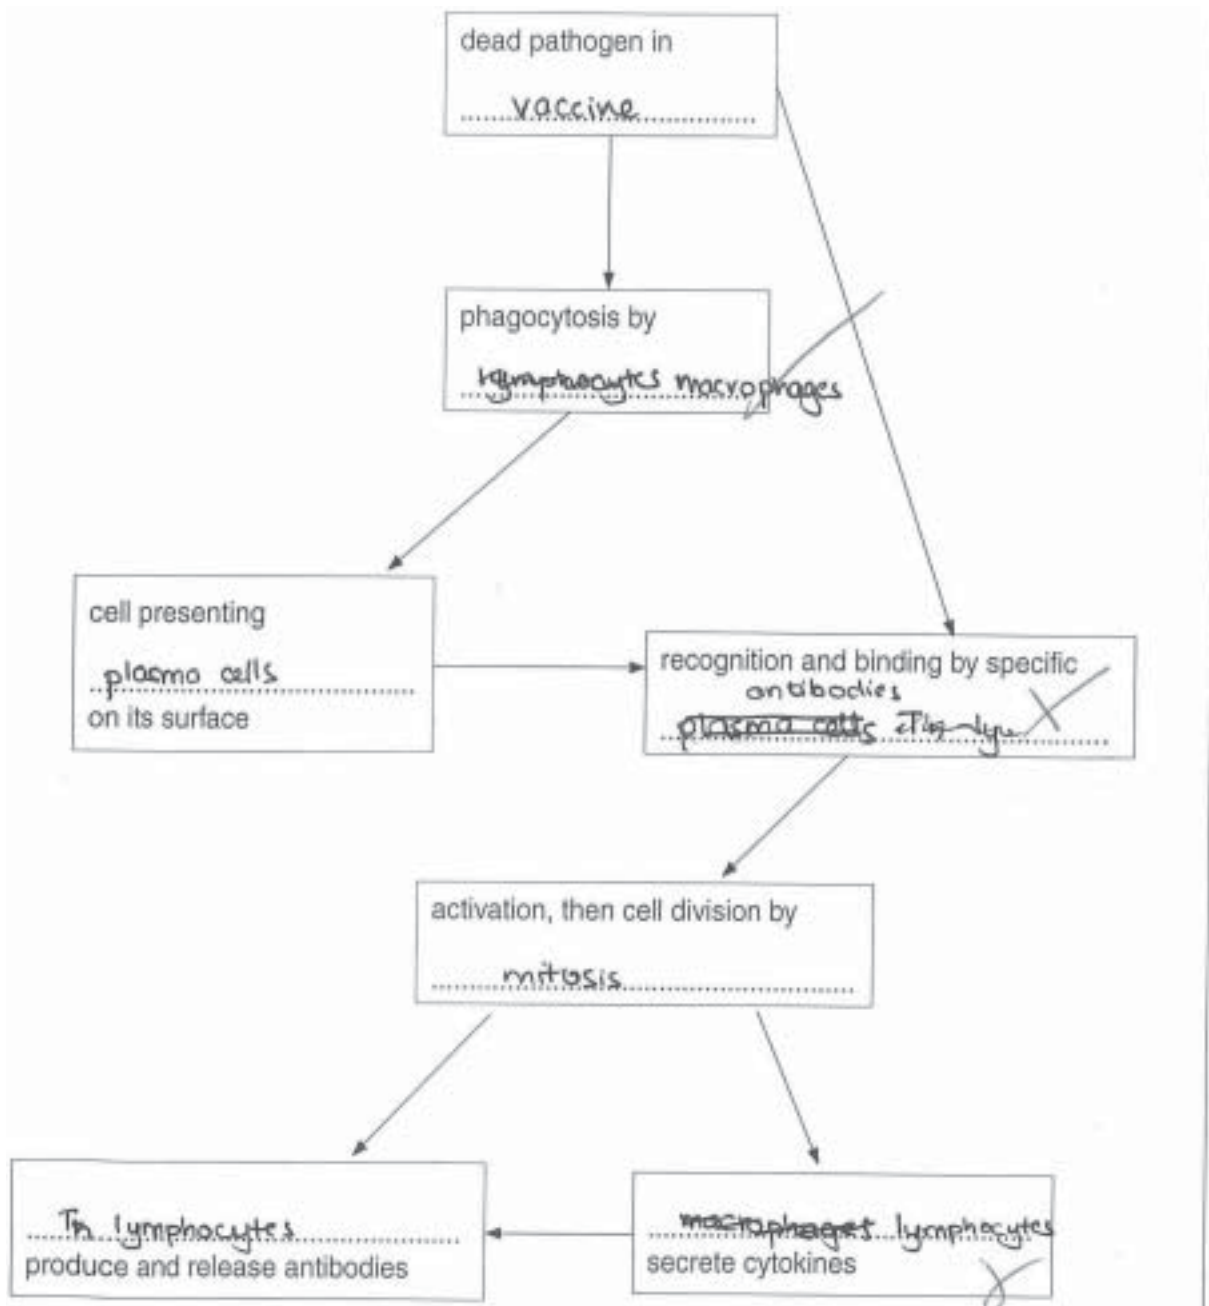 dead pathogen in
vaccine
phagocytosis by
lymphocytes macrophages
cell presenting
plasma cells
on its surface
recognition and binding by specific
antibodies
plasma cells
activation, then cell division by
mitosis
Th lymphocytes
produce and release antibodies
macrophages lymphocytes
secrete cytokines